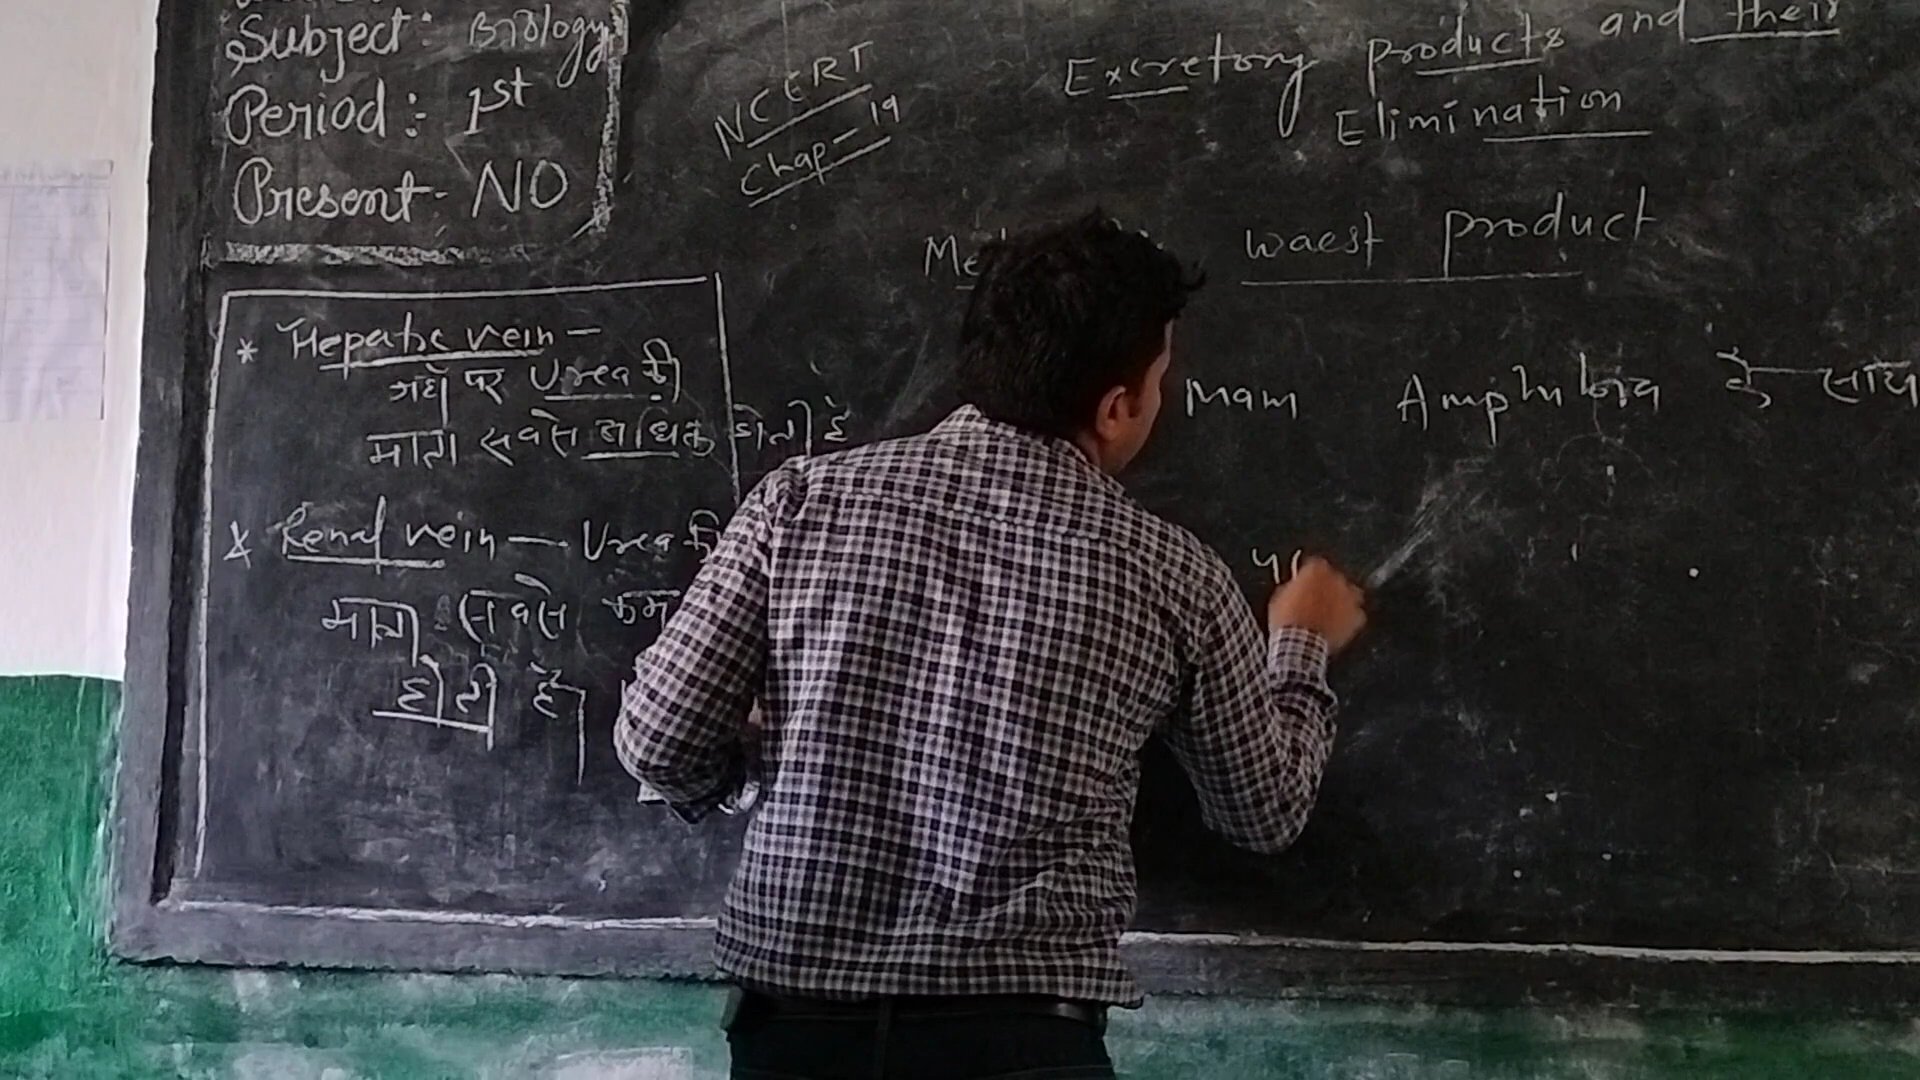 Subject: Biology
Period: 1st
Present- NO
NCERT
Chap-19
Excretory products and their
Elimination
waest product
* Hepatic vein-
यहाँ पर Urea की
मात्रा सबसे अधिक होती है
* Renal vein - Urea की
मात्रा सबसे कम
होती है।
Mam Amphibia के साथ